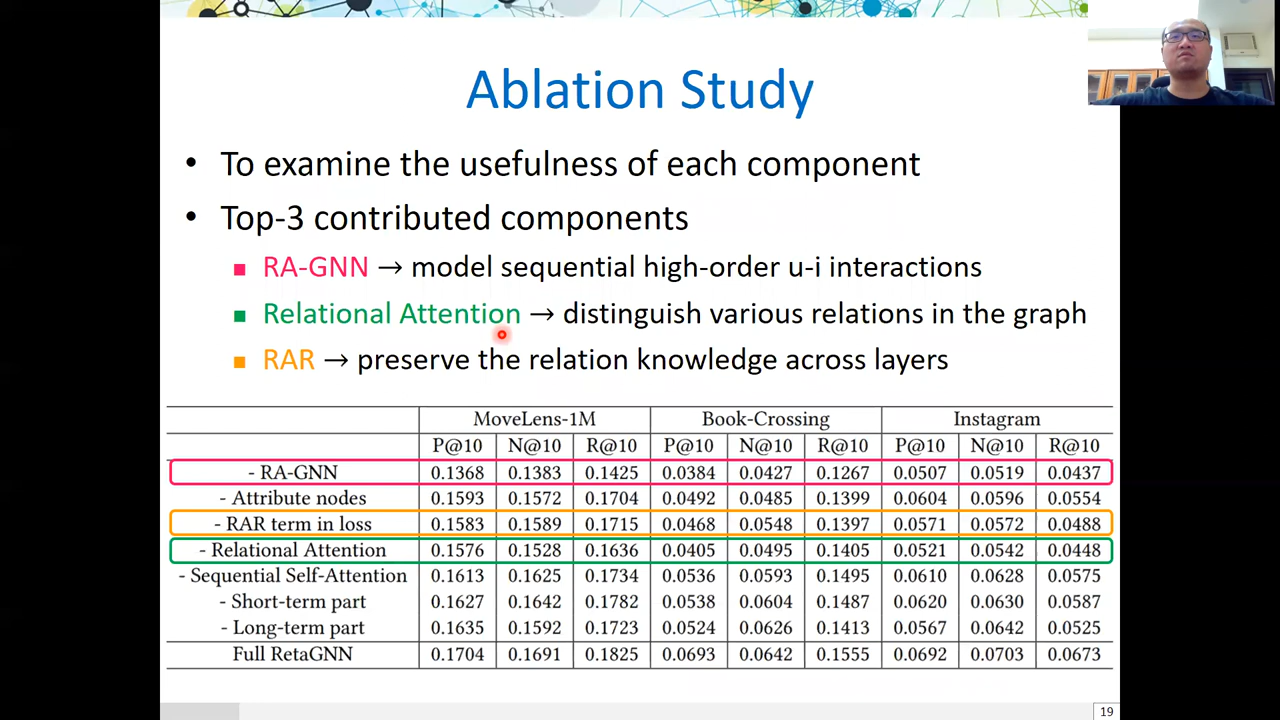 Ablation Study
• To examine the usefulness of each component
• Top-3 contributed components
RA-GNN → model sequential high-order u-i interactions
Relational Attention → distinguish various relations in the graph
RAR → preserve the relation knowledge across layers
MoveLens-1M Book-Crossing Instagram
P@10 N@10 R@10 P@10 N@10 R@10 P@10 N@10 R@10
- RA-GNN 0.1368 0.1383 0.1425 0.0384 0.0427 0.1267 0.0507 0.0519 0.0437
- Attribute nodes 0.1593 0.1572 0.1704 0.0492 0.0485 0.1399 0.0604 0.0596 0.0554
- RAR term in loss 0.1583 0.1589 0.1715 0.0468 0.0548 0.1397 0.0571 0.0572 0.0488
- Relational Attention 0.1576 0.1528 0.1636 0.0405 0.0495 0.1405 0.0521 0.0542 0.0448
- Sequential Self-Attention 0.1613 0.1625 0.1734 0.0536 0.0593 0.1495 0.0610 0.0628 0.0575
- Short-term part 0.1627 0.1642 0.1782 0.0538 0.0604 0.1487 0.0620 0.0630 0.0587
- Long-term part 0.1635 0.1592 0.1723 0.0524 0.0626 0.1413 0.0567 0.0642 0.0525
Full RetaGNN 0.1704 0.1691 0.1825 0.0693 0.0642 0.1555 0.0692 0.0703 0.0673
19